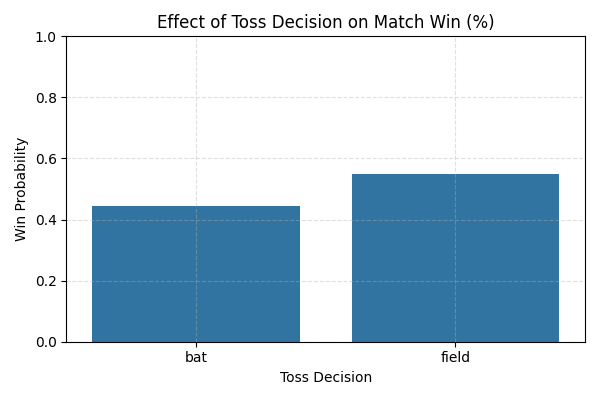 Effect of Toss Decision on Match Win (%)
1.0
0.8
0.6
0.4
0.2
0.0
Win Probability
bat field
Toss Decision